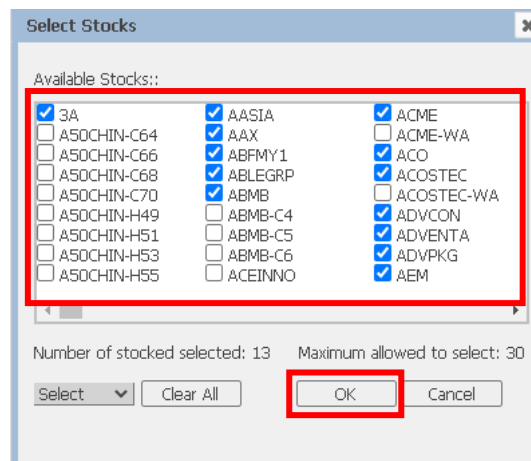 Select Stocks
Available Stocks::
3A AASIA ACME
A50CHIN-C64 AAX ACME-WA
A50CHIN-C66 ABFMY1 ACO
A50CHIN-C68 ABLEGRP ACOSTEC
A50CHIN-C70 ABMB ACOSTEC-WA
A50CHIN-H49 ABMB-C4 ADVCON
A50CHIN-H51 ABMB-C5 ADVENTA
A50CHIN-H53 ABMB-C6 ADVPKG
A50CHIN-H55 ACEINNO AEM
Number of stocked selected: 13 Maximum allowed to select: 30
Select Clear All OK Cancel